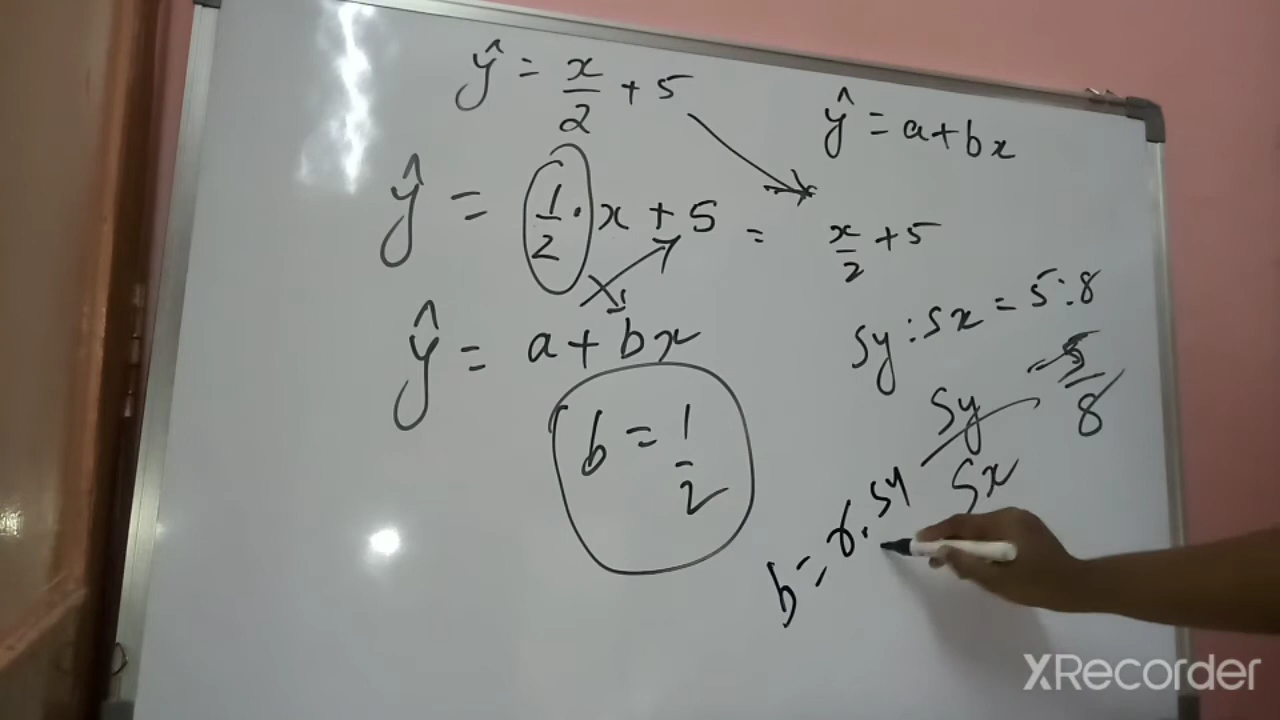 ŷ = x/2 + 5
ŷ = a + bx
ŷ = 1/2 · x + 5 = x/2 + 5
ŷ = a + bx
b = 1/2
Sy : Sx = 5 : 8
Sy/Sx = 5/8
b = r · Sy
XRecorder